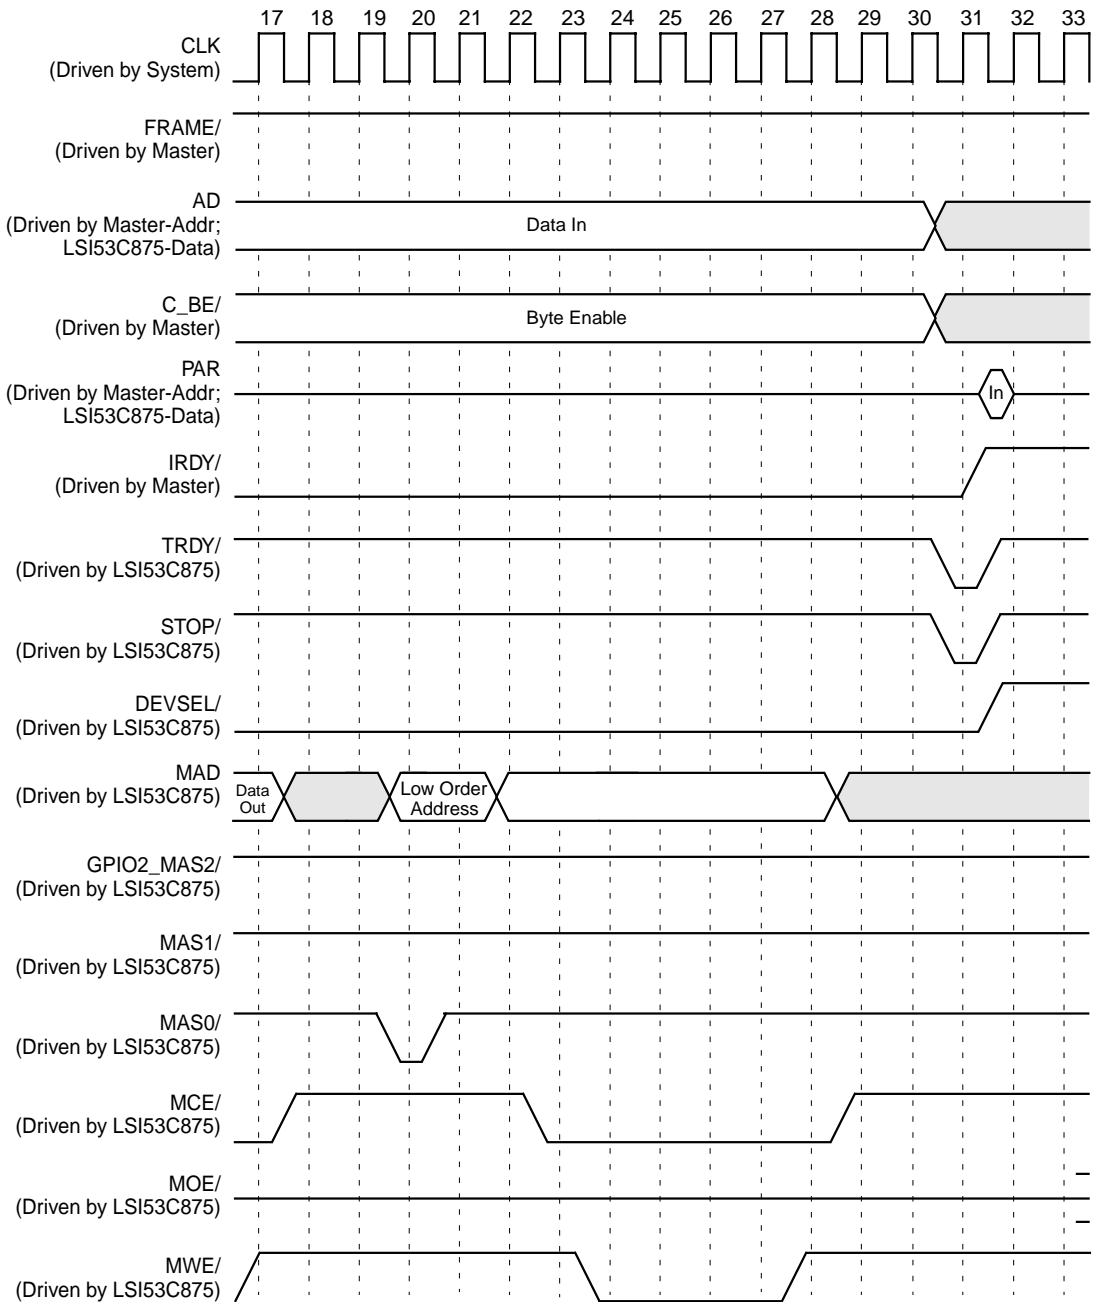 17 18 19 20 21 22 23 24 25 26 27 28 29 30 31 32 33
CLK
(Driven by System)
FRAME/
(Driven by Master)
AD
(Driven by Master-Addr;
LSI53C875-Data)
Data In
C_BE/
(Driven by Master)
Byte Enable
PAR
(Driven by Master-Addr;
LSI53C875-Data)
In
IRDY/
(Driven by Master)
TRDY/
(Driven by LSI53C875)
STOP/
(Driven by LSI53C875)
DEVSEL/
(Driven by LSI53C875)
MAD
(Driven by LSI53C875)
Data
Out
Low Order
Address
GPIO2_MAS2/
(Driven by LSI53C875)
MAS1/
(Driven by LSI53C875)
MAS0/
(Driven by LSI53C875)
MCE/
(Driven by LSI53C875)
MOE/
(Driven by LSI53C875)
MWE/
(Driven by LSI53C875)